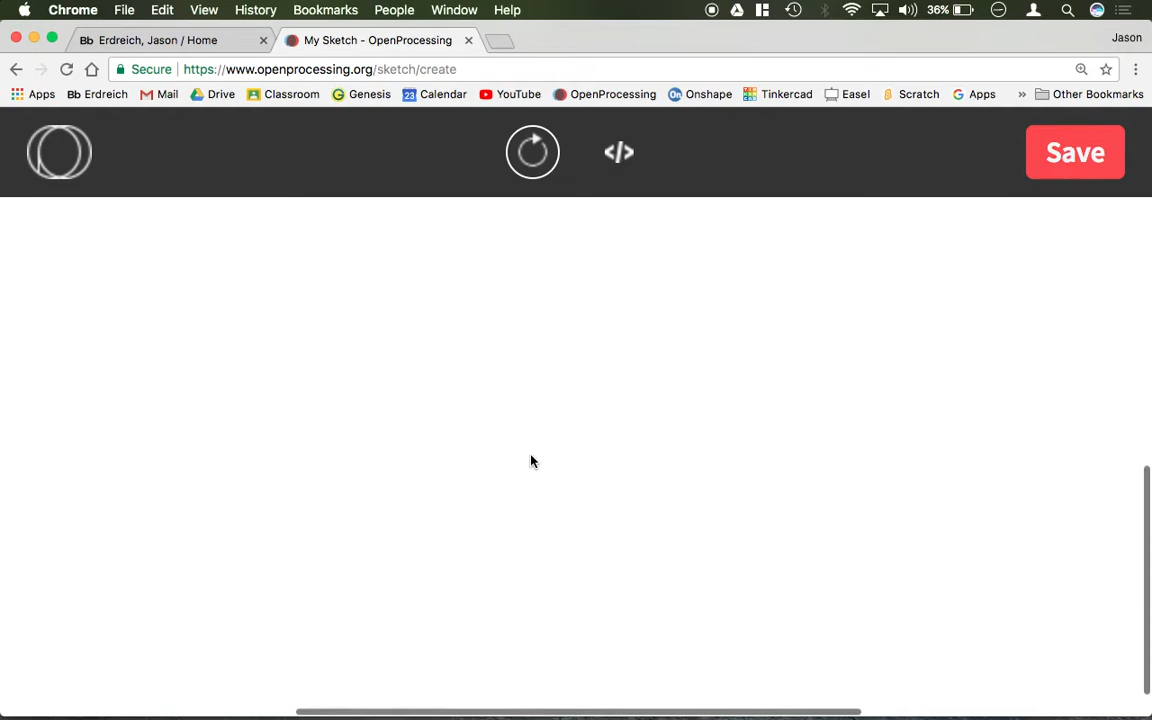 Chrome File Edit View History Bookmarks People Window Help 36%
Bb Erdreich, Jason / Home My Sketch - OpenProcessing Jason
Secure https://www.openprocessing.org/sketch/create
Apps Bb Erdreich Mail Drive Classroom Genesis 23 Calendar YouTube OpenProcessing On Onshape Tinkercad Easel Scratch Apps » Other Bookmarks
</> Save